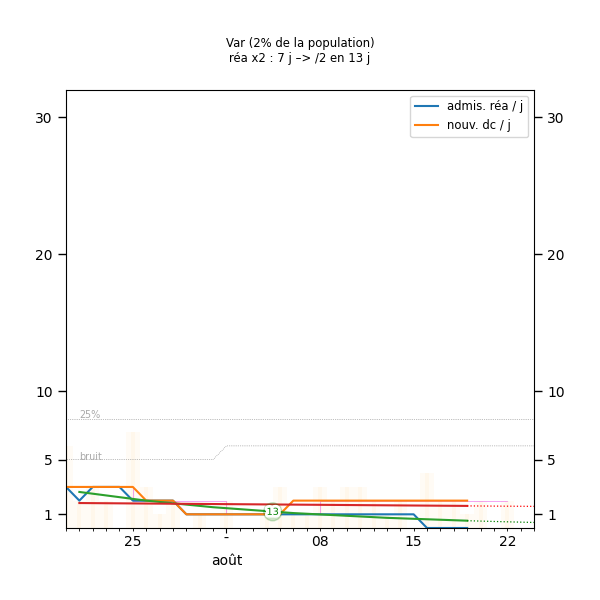 Var (2% de la population)
réa x2 : 7 j –> /2 en 13 j
admis. réa / j
nouv. dc / j
30
30
20
20
10
10
25%
5
bruit
5
1
-13
1
25
-
08
15
22
août